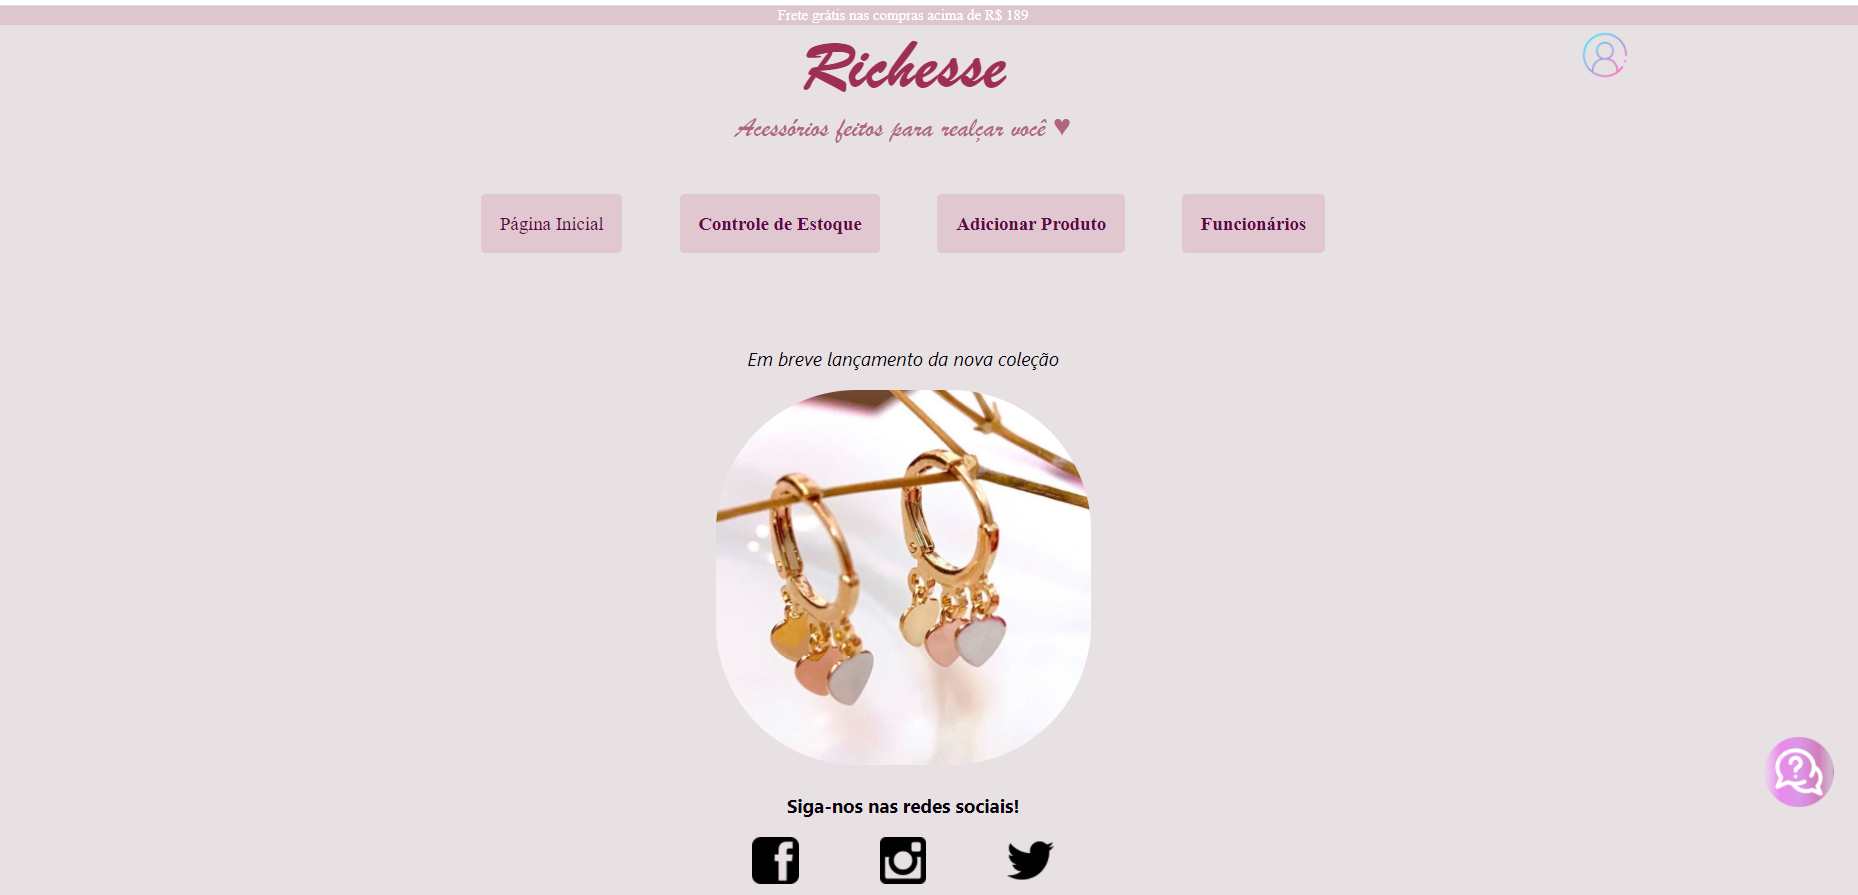 Frete grátis nas compras acima de R$ 189
Richesse
Acessórios feitos para realçar você ♥
Página Inicial
Controle de Estoque
Adicionar Produto
Funcionários
Em breve lançamento da nova coleção
Siga-nos nas redes sociais!